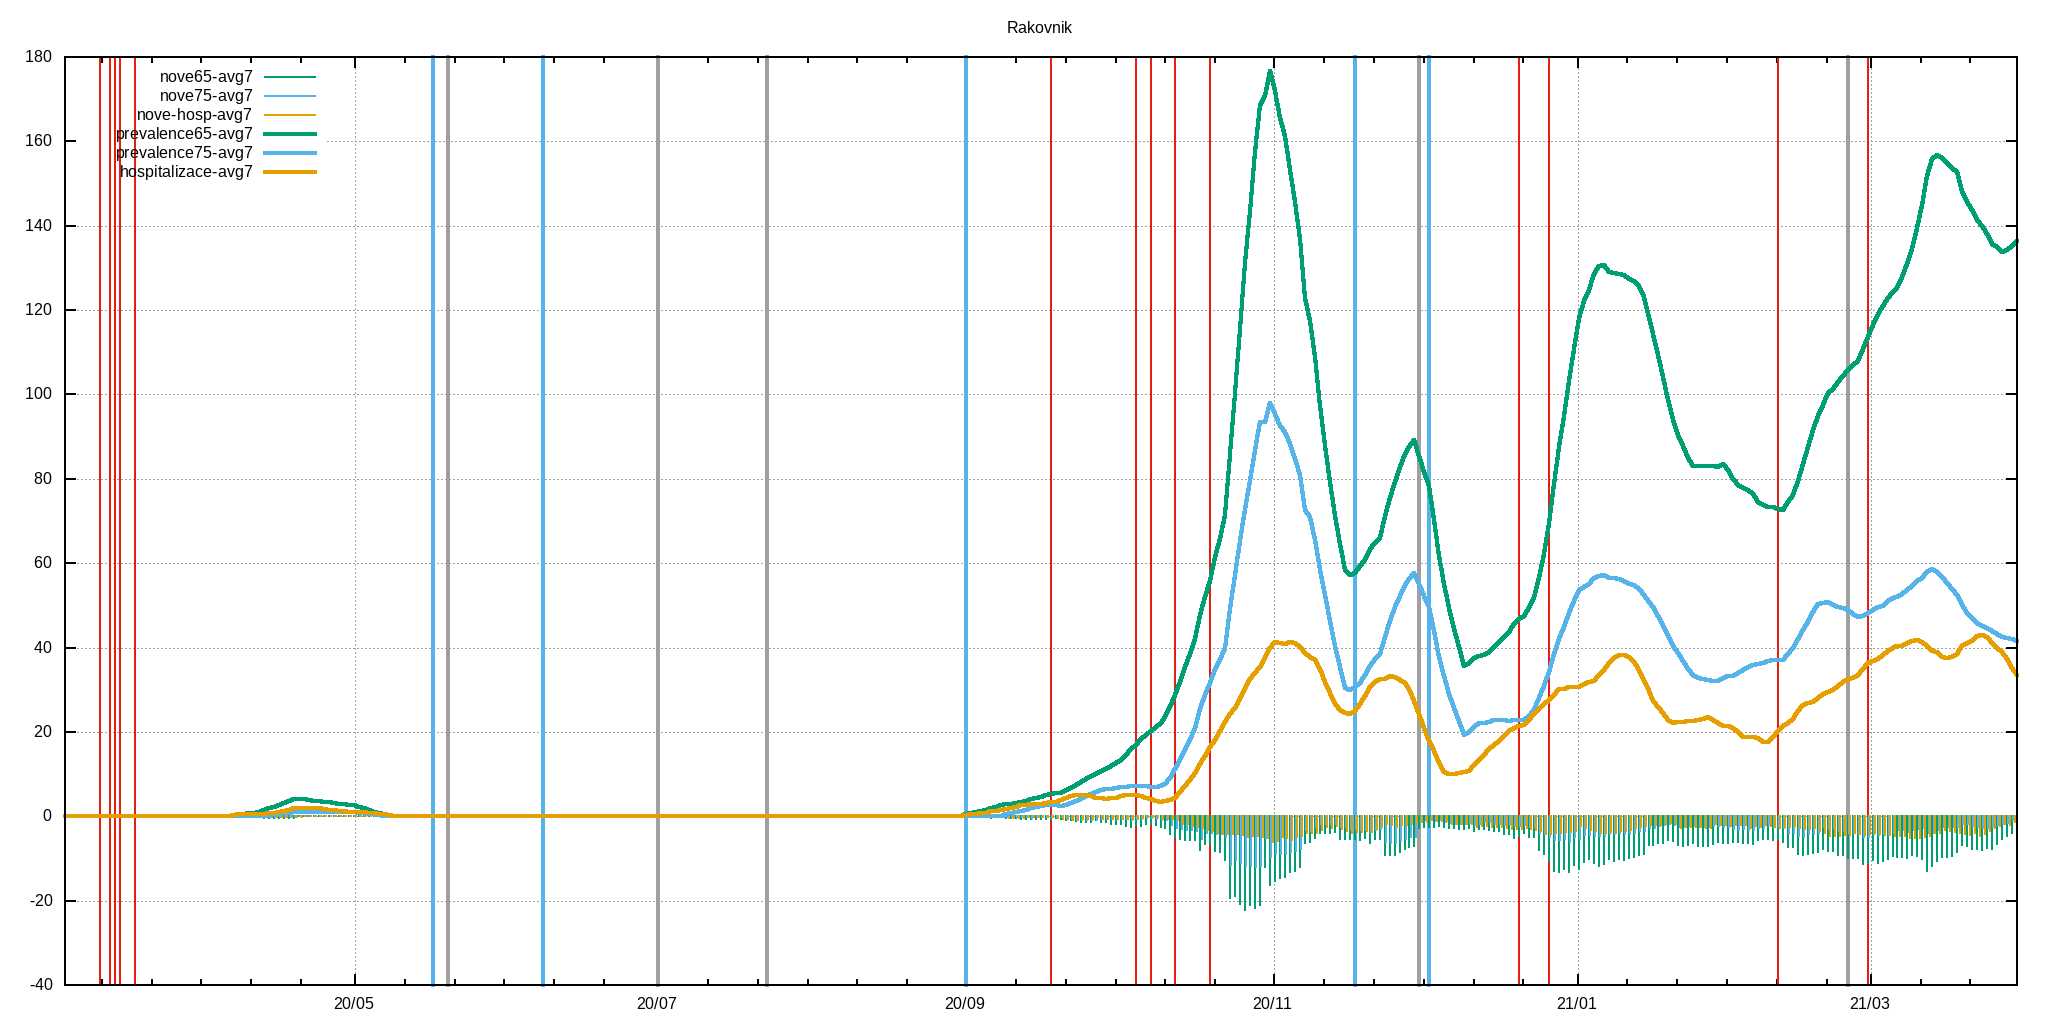 Rakovnik
180
160
140
120
100
80
60
40
20
0
-20
-40
nove65-avg7
nove75-avg7
nove-hosp-avg7
prevalence65-avg7
prevalence75-avg7
hospitalizace-avg7
20/05 20/07 20/09 20/11 21/01 21/03